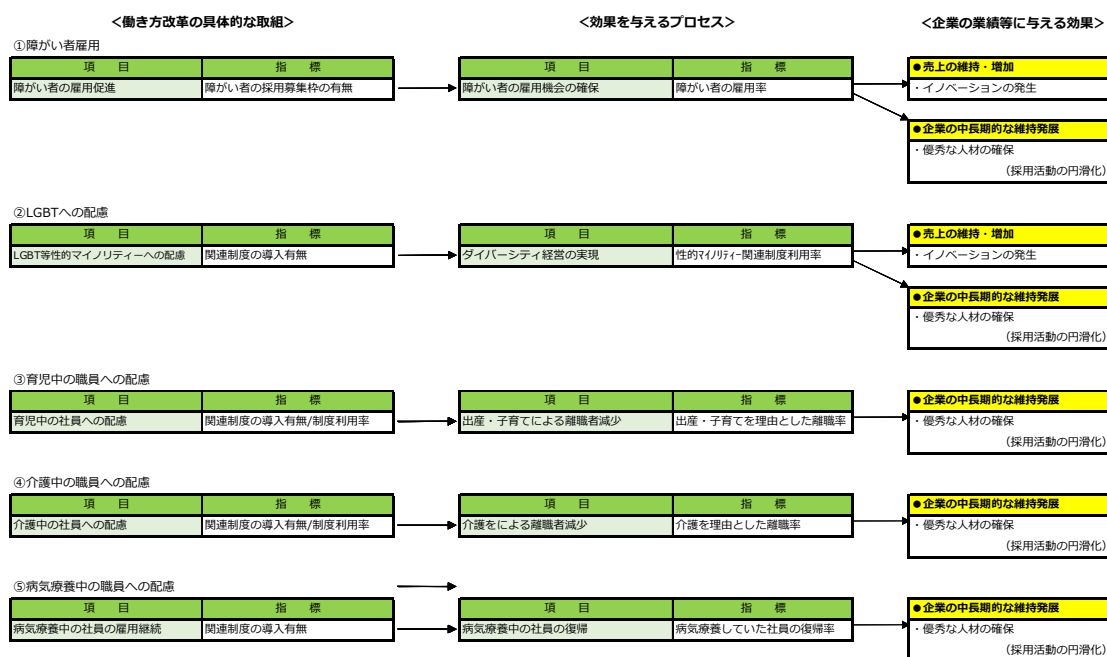 <働き方改革の具体的な取組> <効果を与えるプロセス> <企業の業績等に与える効果>
①障がい者雇用
項 目 指 標 項 目 指 標 ●売上の維持・増加
障がい者の雇用促進 障がい者の採用募集枠の有無 障がい者の雇用機会の確保 障がい者の雇用率 ・イノベーションの発生
●企業の中長期的な維持発展
・優秀な人材の確保
(採用活動の円滑化)
②LGBTへの配慮
項 目 指 標 項 目 指 標 ●売上の維持・増加
LGBT等性的マイノリティーへの配慮 関連制度の導入有無 ダイバーシティ経営の実現 性的マイノリティー関連制度利用率 ・イノベーションの発生
●企業の中長期的な維持発展
・優秀な人材の確保
(採用活動の円滑化)
③育児中の職員への配慮
項 目 指 標 項 目 指 標 ●企業の中長期的な維持発展
育児中の社員への配慮 関連制度の導入有無/制度利用率 出産・子育てによる離職者減少 出産・子育てを理由とした離職率 ・優秀な人材の確保
(採用活動の円滑化)
④介護中の職員への配慮
項 目 指 標 項 目 指 標 ●企業の中長期的な維持発展
介護中の社員への配慮 関連制度の導入有無/制度利用率 介護をによる離職者減少 介護を理由とした離職率 ・優秀な人材の確保
(採用活動の円滑化)
⑤病気療養中の職員への配慮
項 目 指 標 項 目 指 標 ●企業の中長期的な維持発展
病気療養中の社員の雇用継続 関連制度の導入有無 病気療養中の社員の復帰 病気療養していた社員の復帰率 ・優秀な人材の確保
(採用活動の円滑化)